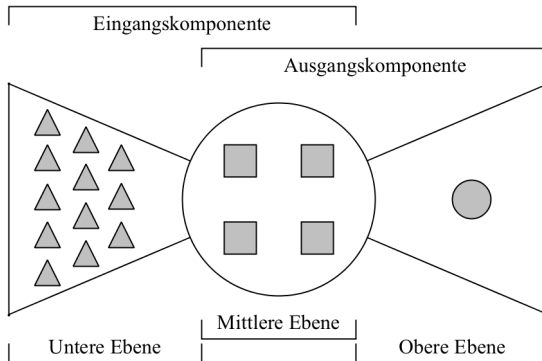 Eingangskomponente
Ausgangskomponente
Mittlere Ebene
Untere Ebene
Obere Ebene